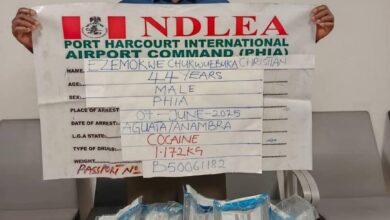 NDLEA
PORT HARCOURT INTERNATIONAL
AIRPORT COMMAND (PHIA)
NAME: EZEMOKWE CHUKWUEBUKA CHRISTIAN
AGE: 44 YEARS
SEX: MALE
PLACE OF ARREST: PHIA
DATE OF ARREST: 07-JUNE-2025
L.G.A STATE: AGUATA/ANAMBRA
TYPE OF DRUG: COCAINE
WEIGHT: 1.172KG
PASSPORT Nº B50061182